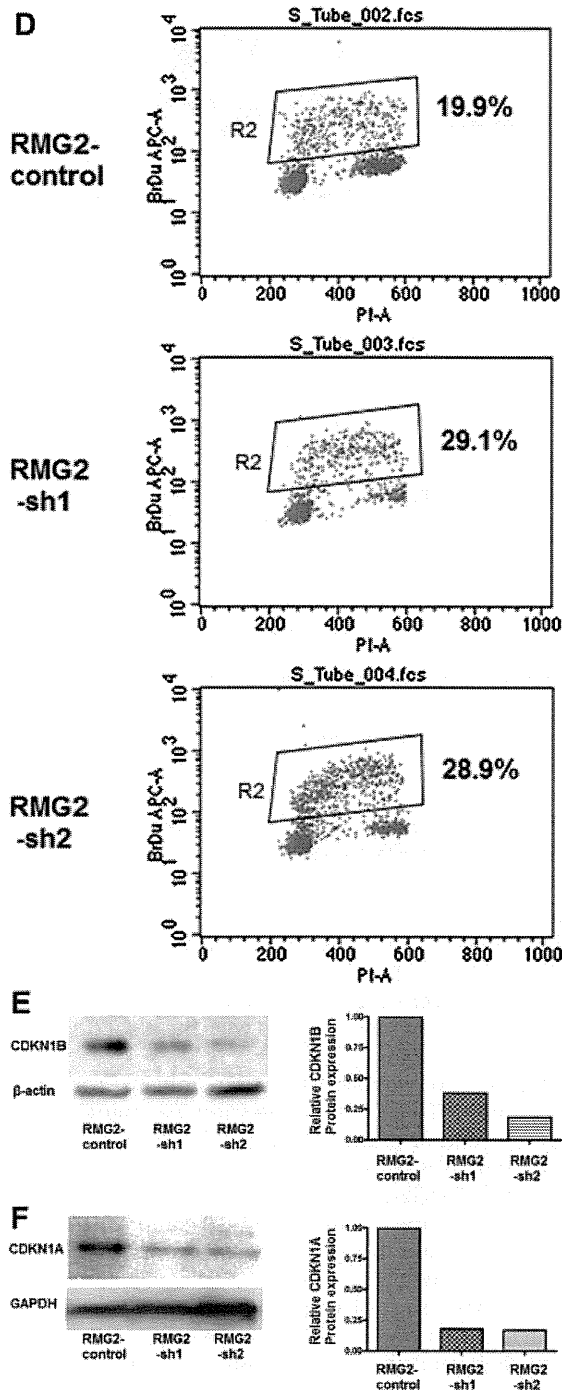 D
S_Tube_002.fcs
RMG2-
control
BrDu APC-A
10^4
10^3
10^2
10^1
10^0
R2
19.9%
0 200 400 600 800 1000
PI-A
S_Tube_003.fcs
RMG2
-sh1
BrDu APC-A
10^4
10^3
10^2
10^1
10^0
R2
29.1%
0 200 400 600 800 1000
PI-A
S_Tube_004.fcs
RMG2
-sh2
BrDu APC-A
10^4
10^3
10^2
10^1
10^0
R2
28.9%
0 200 400 600 800 1000
PI-A
E
CDKN1B
β-actin
RMG2-
control
RMG2
-sh1
RMG2
-sh2
Relative CDKN1B
Protein expression
1.00
0.75
0.50
0.25
0.00
RMG2-
control
RMG2
-sh1
RMG2
-sh2
F
CDKN1A
GAPDH
RMG2-
control
RMG2
-sh1
RMG2
-sh2
Relative CDKN1A
Protein expression
1.00
0.75
0.50
0.25
0.00
RMG2-
control
RMG2
-sh1
RMG2
-sh2